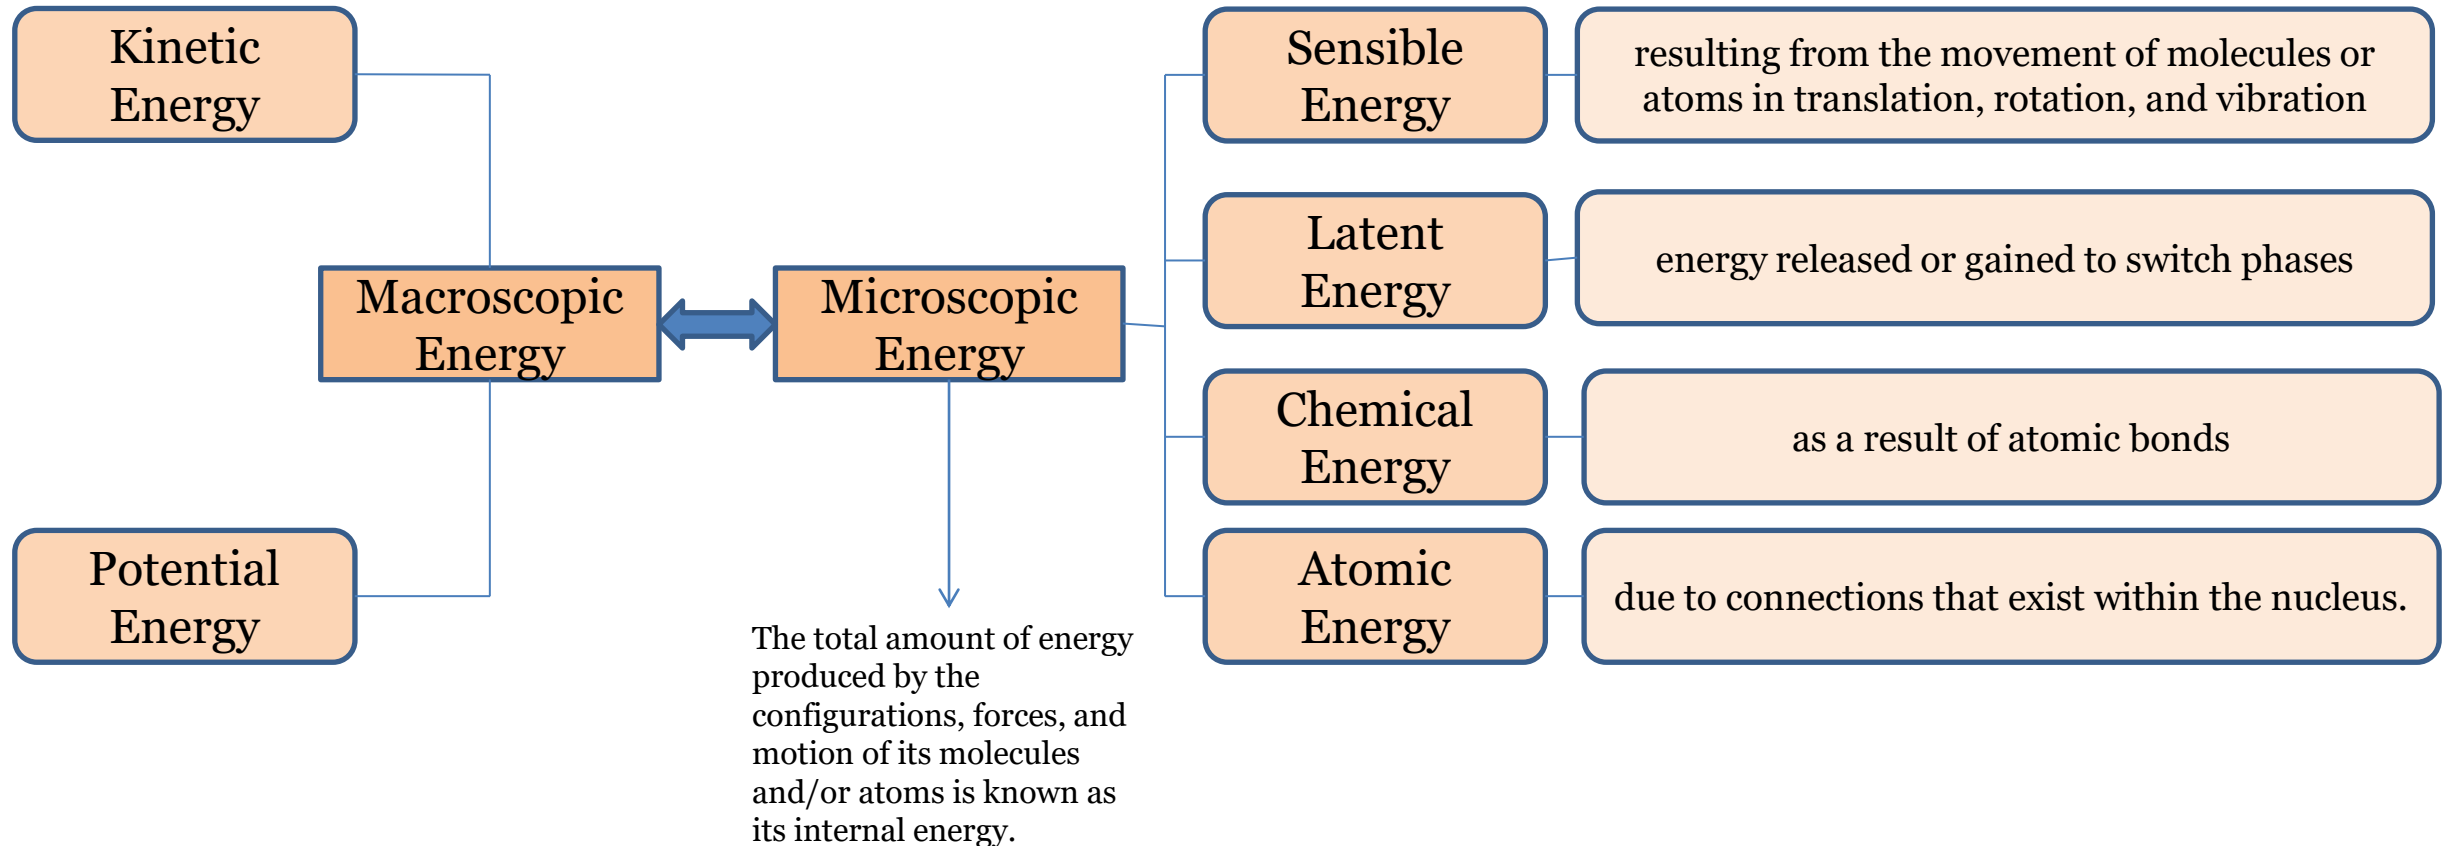 Kinetic
Energy
Potential
Energy
Macroscopic
Energy
Microscopic
Energy
The total amount of energy
produced by the
configurations, forces, and
motion of its molecules
and/or atoms is known as
its internal energy.
Sensible
Energy
resulting from the movement of molecules or
atoms in translation, rotation, and vibration
Latent
Energy
energy released or gained to switch phases
Chemical
Energy
as a result of atomic bonds
Atomic
Energy
due to connections that exist within the nucleus.